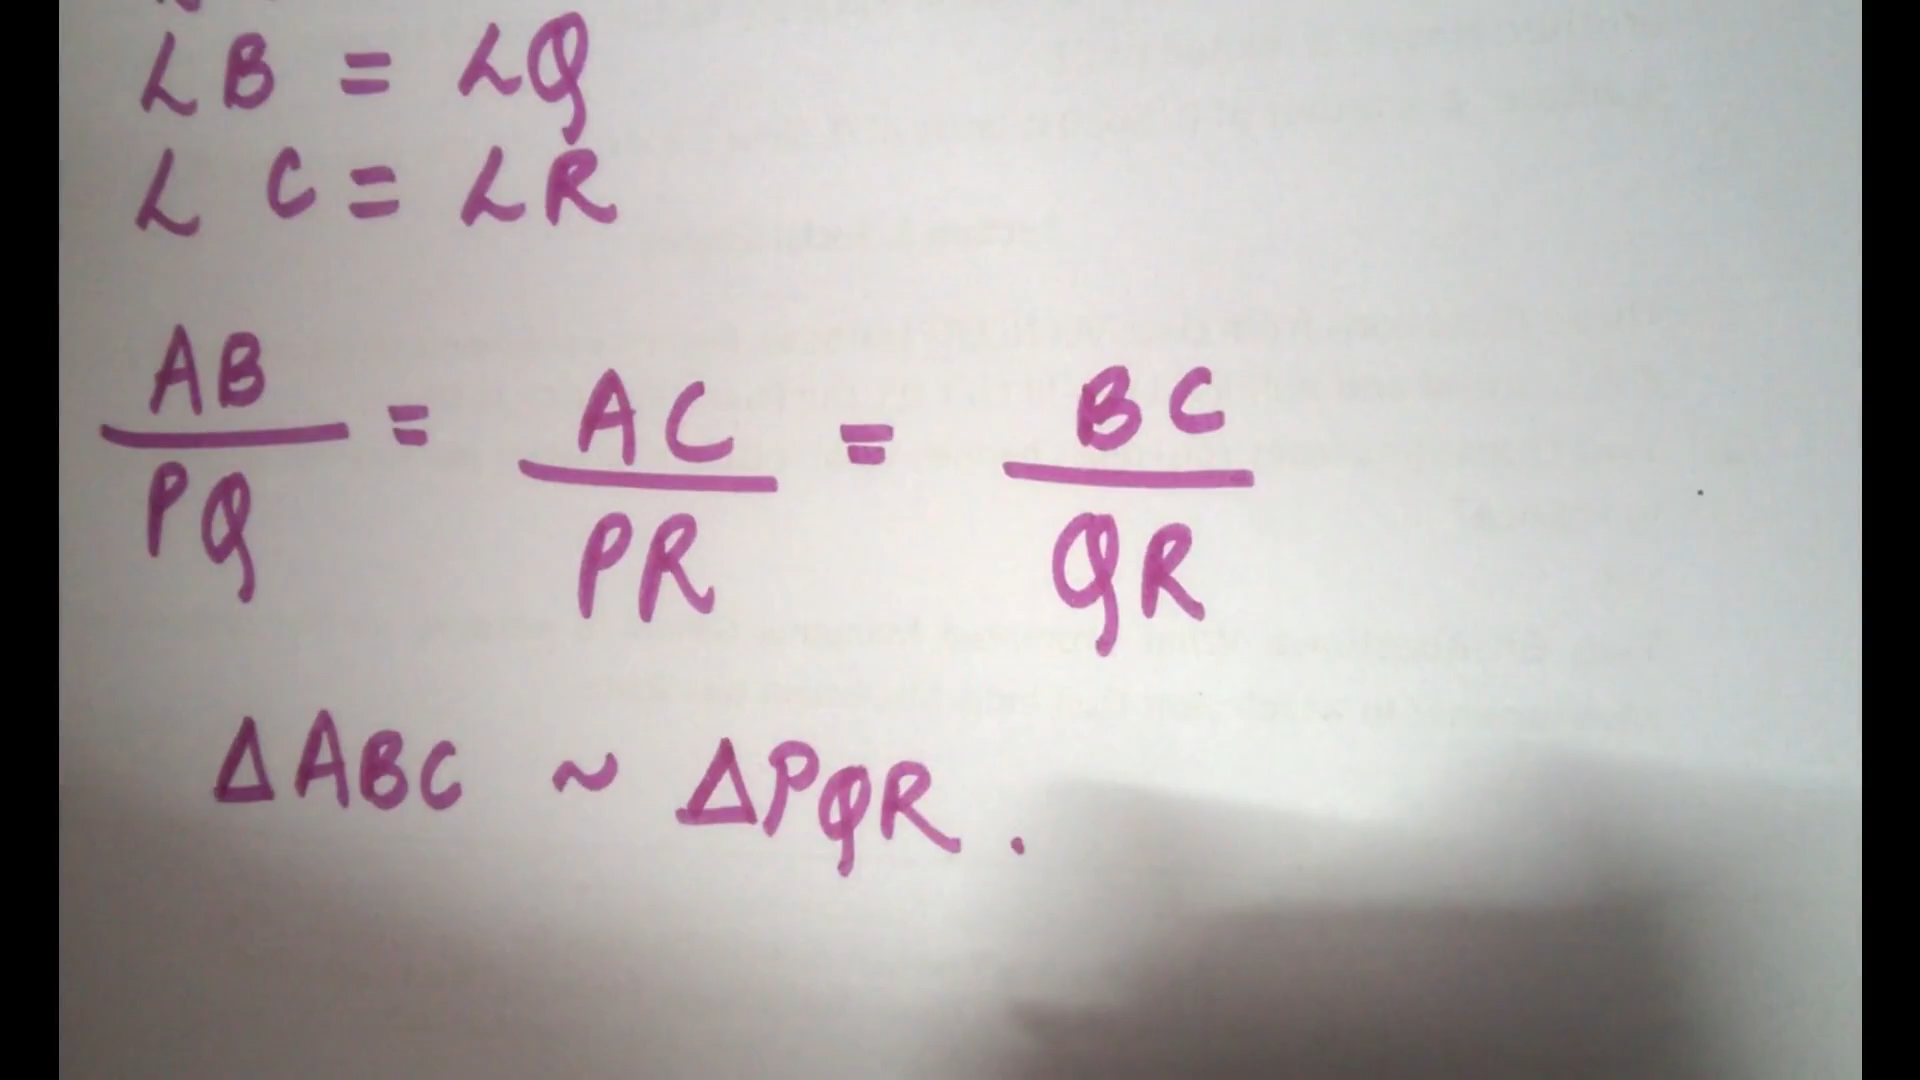 ∠B = ∠Q
∠C = ∠R
AB/PQ = AC/PR = BC/QR
ΔABC ~ ΔPQR.